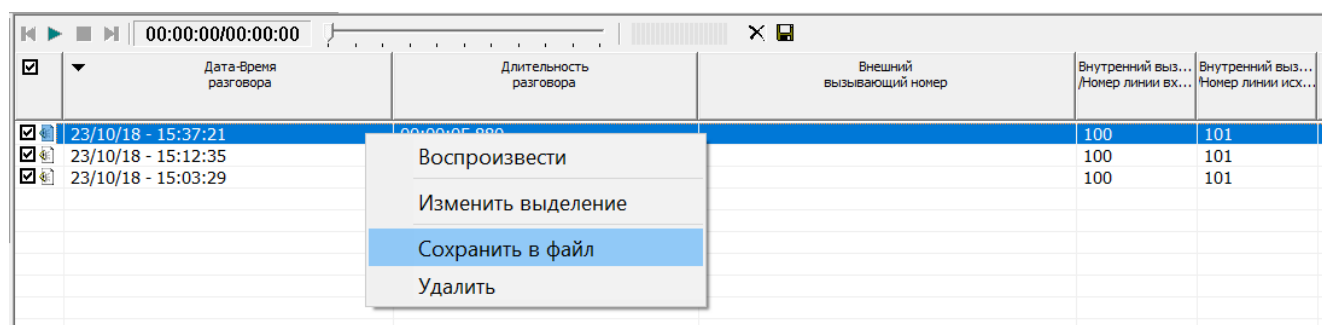 00:00:00/00:00:00
Дата-Время разговора
Длительность разговора
Внешний вызывающий номер
Внутренний выз... /Номер линии вх...
Внутренний выз... /Номер линии исх...
23/10/18 - 15:37:21 100 101
23/10/18 - 15:12:35 100 101
23/10/18 - 15:03:29 100 101
Воспроизвести
Изменить выделение
Сохранить в файл
Удалить